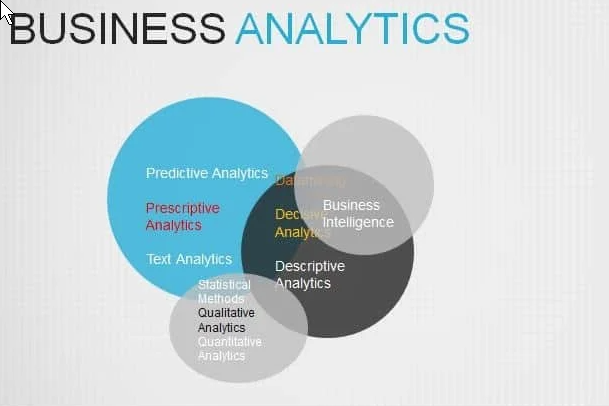 BUSINESS ANALYTICS
Predictive Analytics
Prescriptive
Analytics
Text Analytics
Data mining
Decisive
Analytics
Descriptive
Analytics
Business
Intelligence
Statistical
Methods
Qualitative
Analytics
Quantitative
Analytics